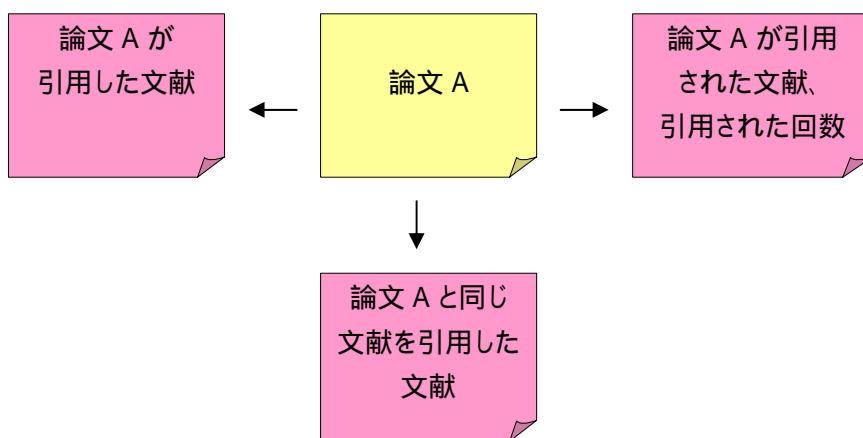 論文 A が
引用した文献
論文 A
論文 A が引用
された文献、
引用された回数
論文 A と同じ
文献を引用した
文献